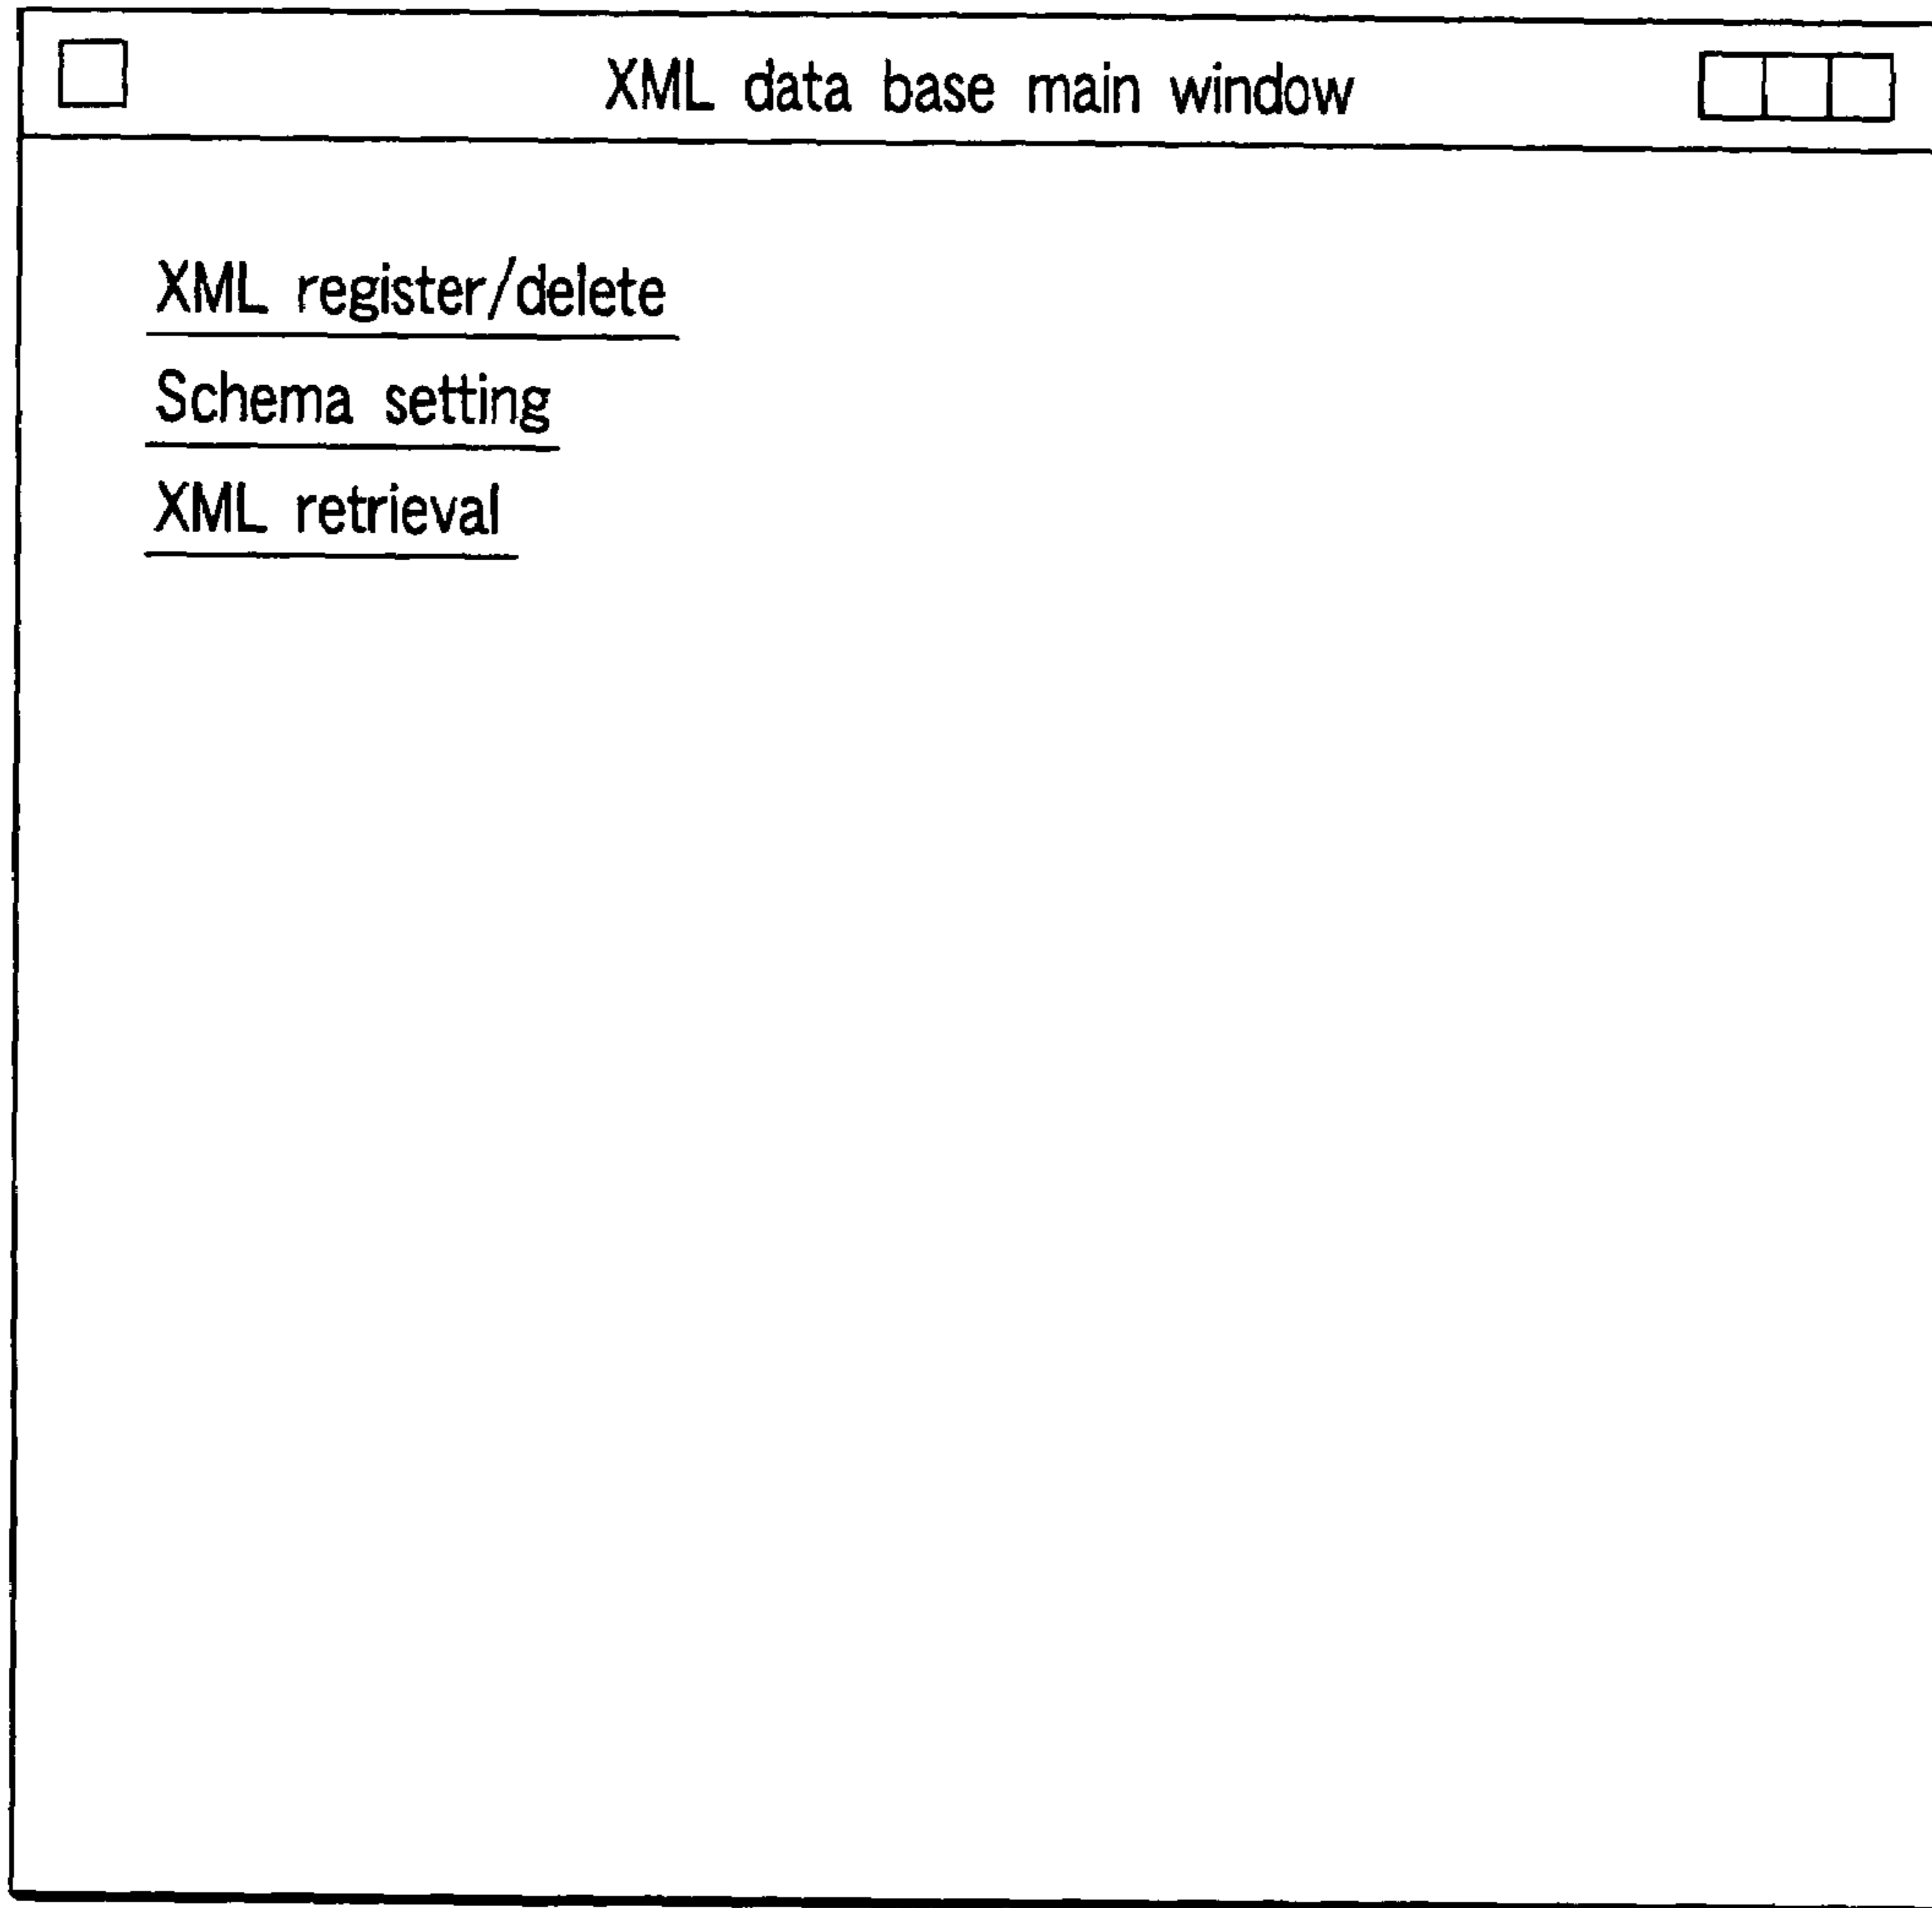 XML data base main window
XML register/delete
Schema setting
XML retrieval